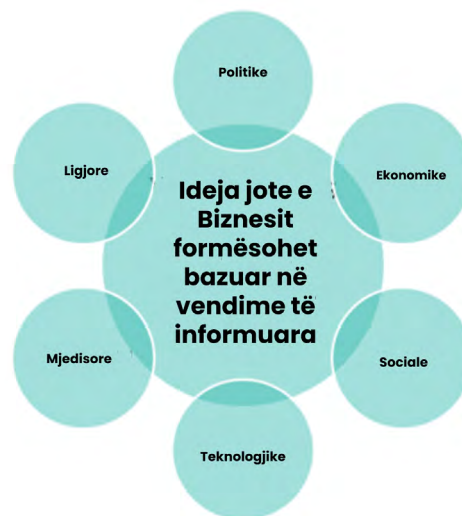 Politike
Ligjore
Ekonomike
Ideja jote e
Biznesit
formësohet
bazuar në
vendime të
informuara
Mjedisore
Sociale
Teknologjike